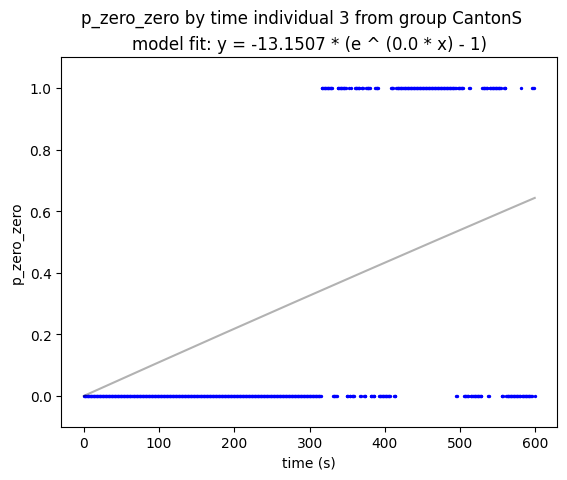 p_zero_zero by time individual 3 from group CantonS
model fit: y = -13.1507 * (e ^ (0.0 * x) - 1)
1.0
0.8
0.6
0.4
0.2
0.0
p_zero_zero
0 100 200 300 400 500 600
time (s)